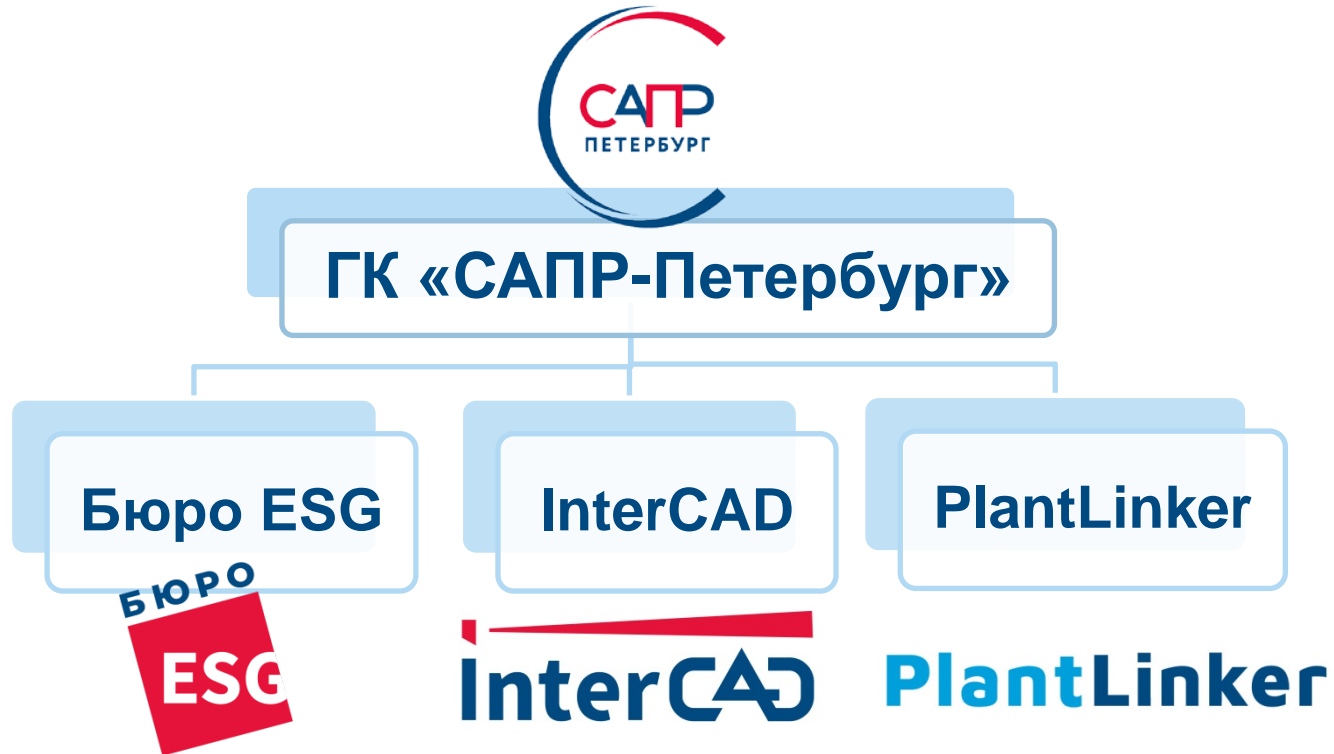 САПР
ПЕТЕРБУРГ
ГК «САПР-Петербург»
Бюро ESG
InterCAD
PlantLinker
БЮРО
ESG
InterCAD
PlantLinker